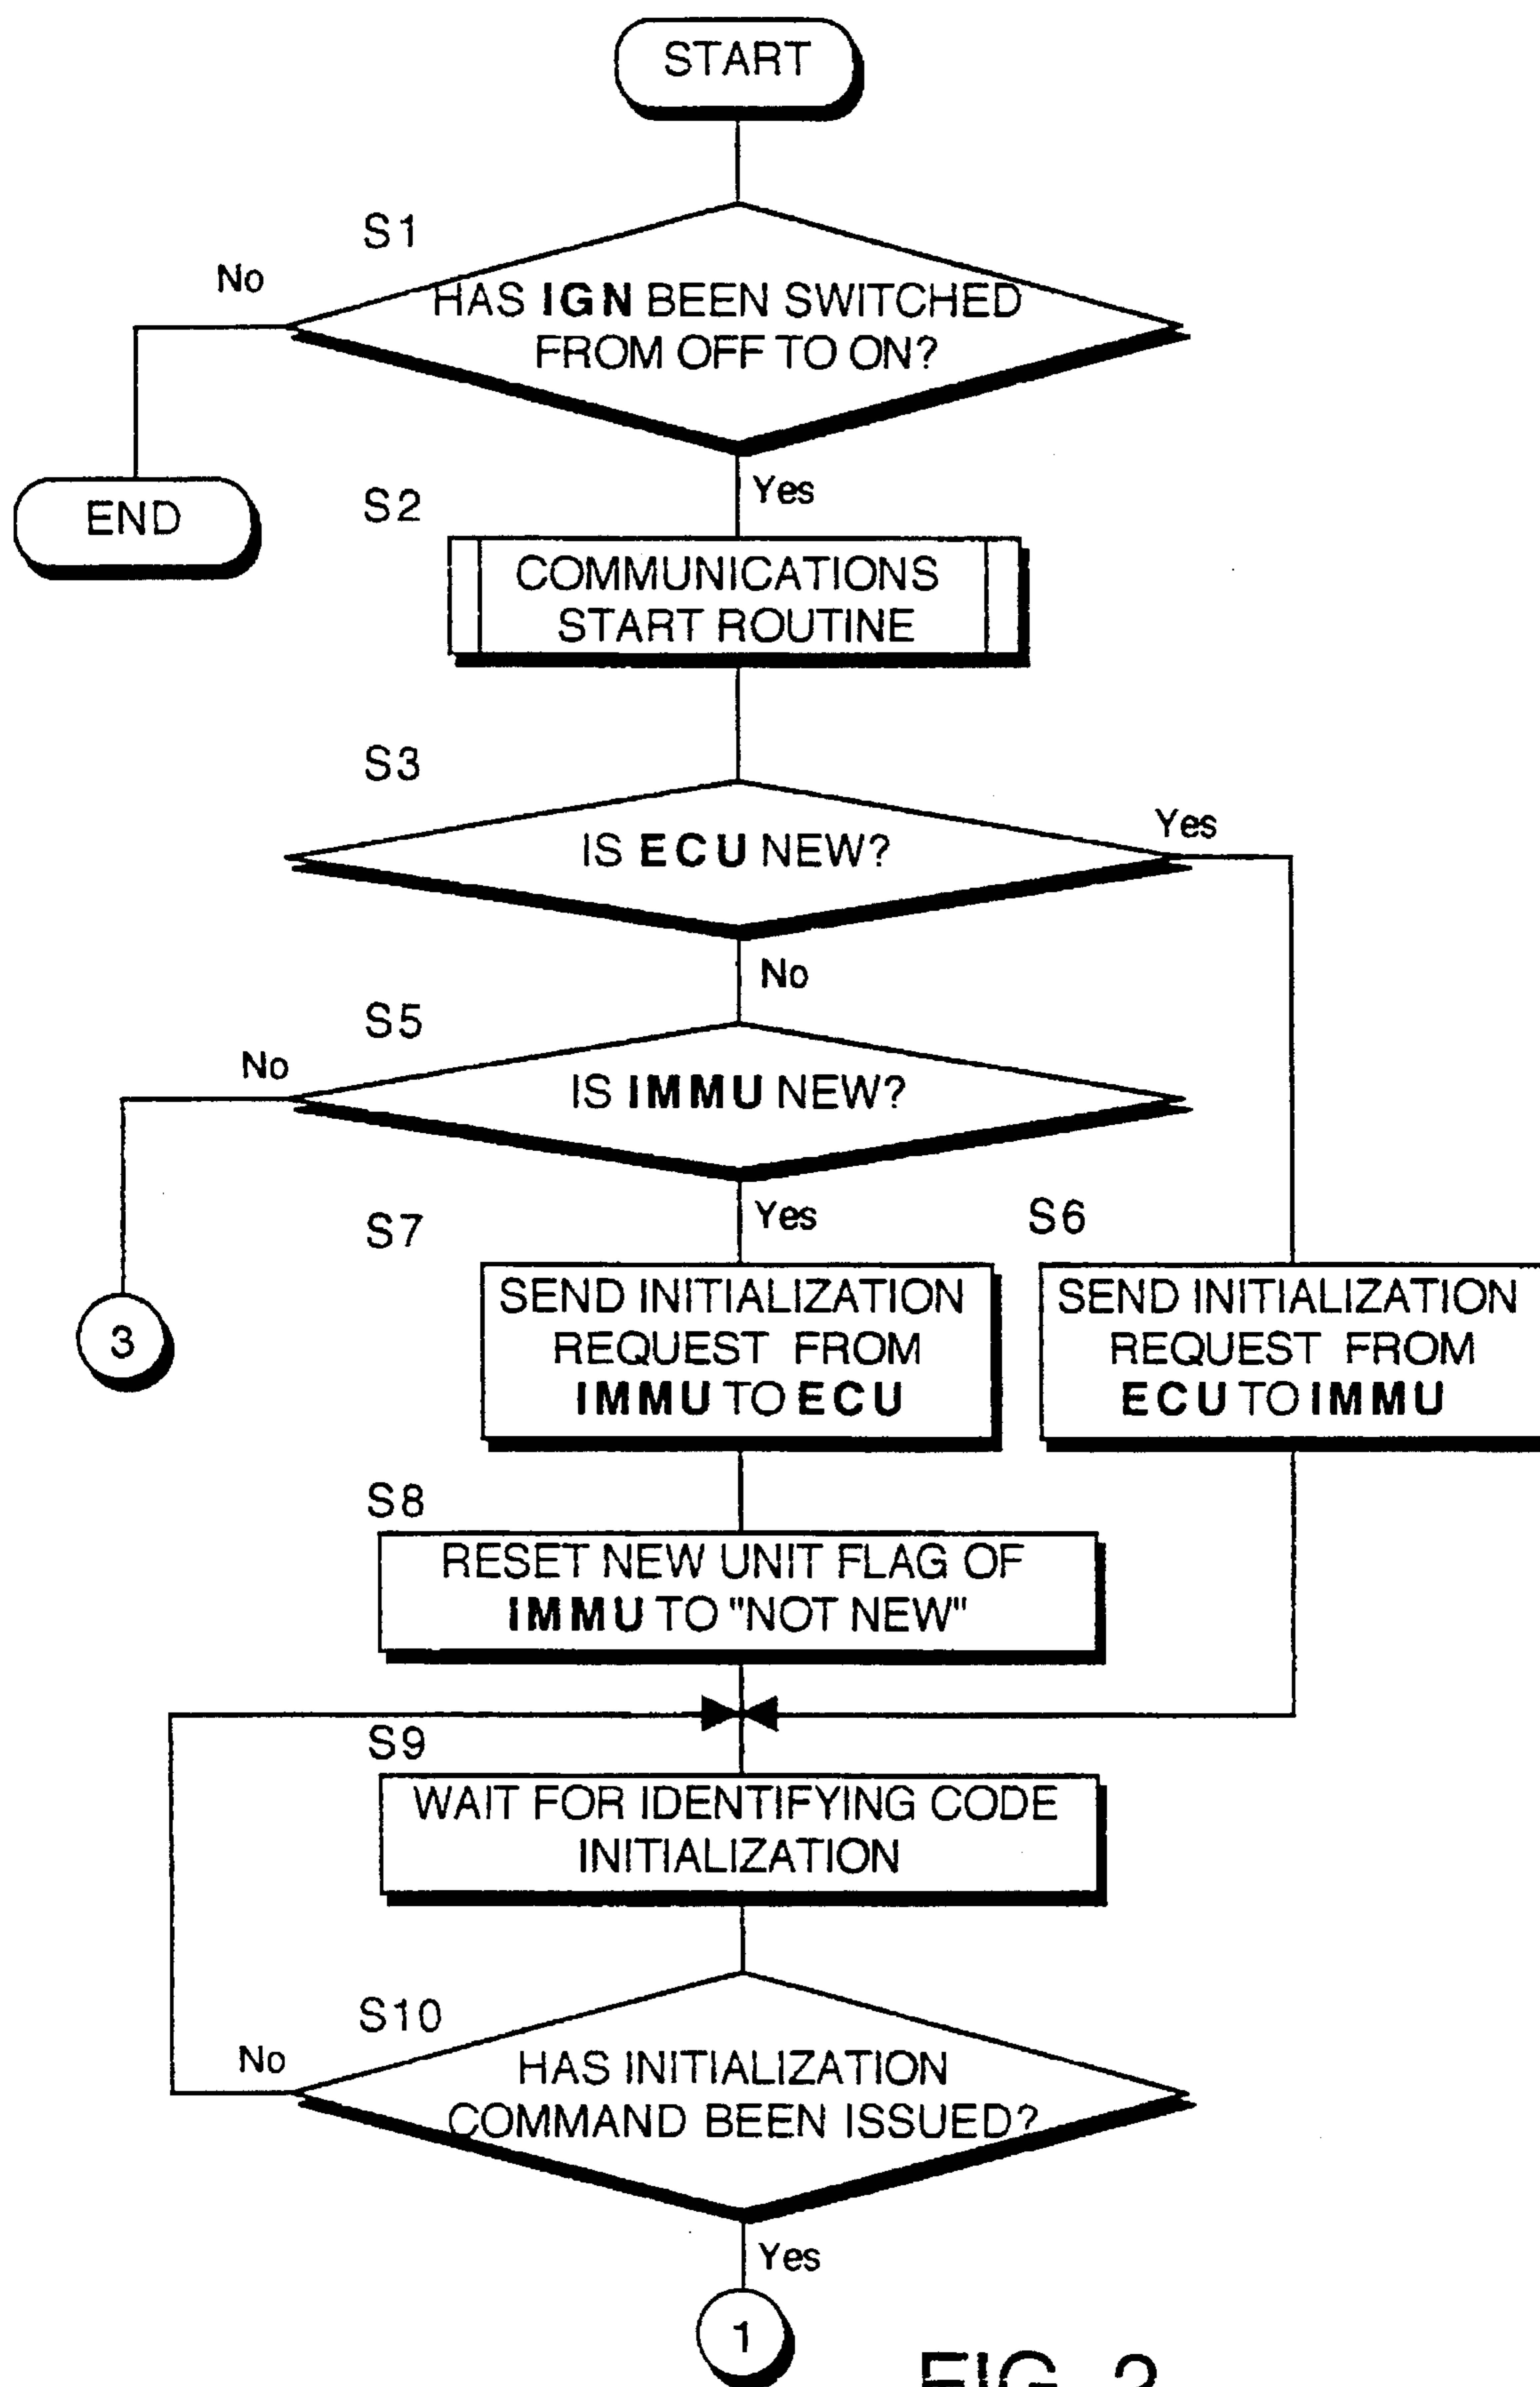 START
S1
No
HAS IGN BEEN SWITCHED
FROM OFF TO ON?
END
Yes
S2
COMMUNICATIONS
START ROUTINE
S3
IS ECU NEW?
Yes
No
S5
No
IS IMMU NEW?
3
Yes
S7
SEND INITIALIZATION
REQUEST FROM
IMMU TO ECU
S6
SEND INITIALIZATION
REQUEST FROM
ECU TO IMMU
S8
RESET NEW UNIT FLAG OF
IMMU TO "NOT NEW"
S9
WAIT FOR IDENTIFYING CODE
INITIALIZATION
S10
No
HAS INITIALIZATION
COMMAND BEEN ISSUED?
Yes
1
FIG. 2